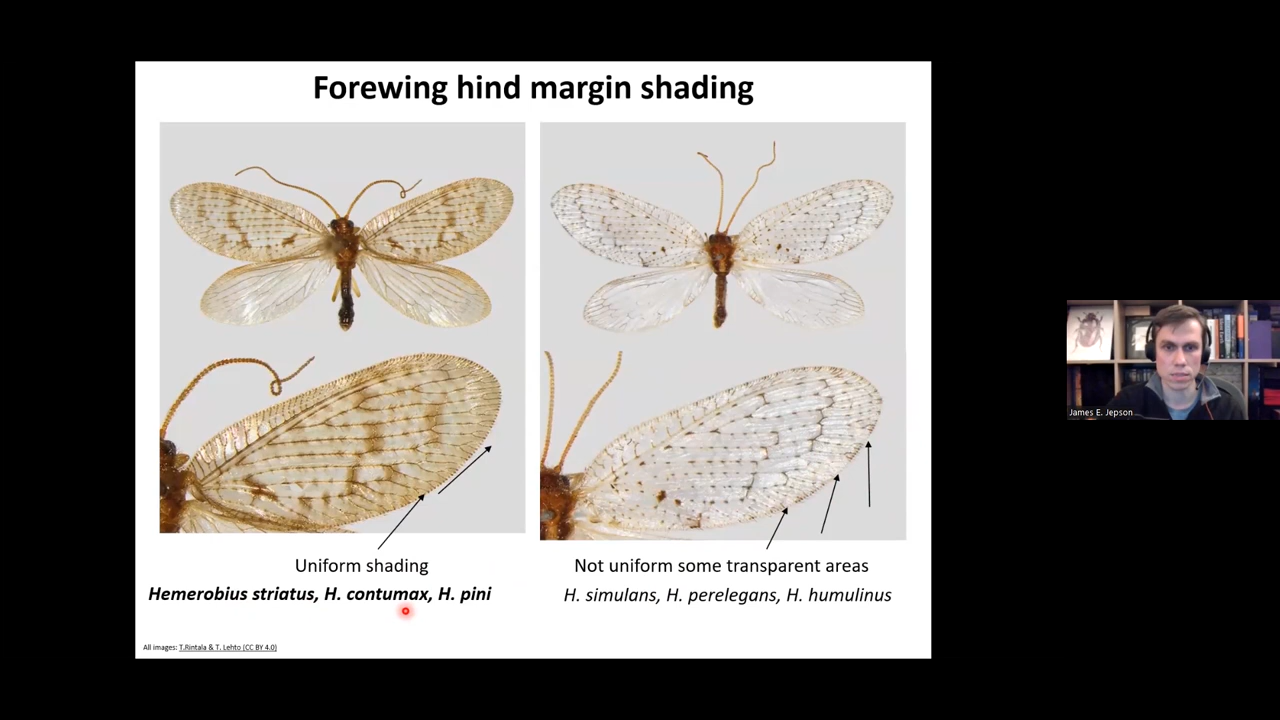 Forewing hind margin shading
Uniform shading
Hemerobius striatus, H. contumax, H. pini
Not uniform some transparent areas
H. simulans, H. perelegans, H. humulinus
All images: T.Rintala & T. Lehto (CC BY 4.0)
James E. Jepson